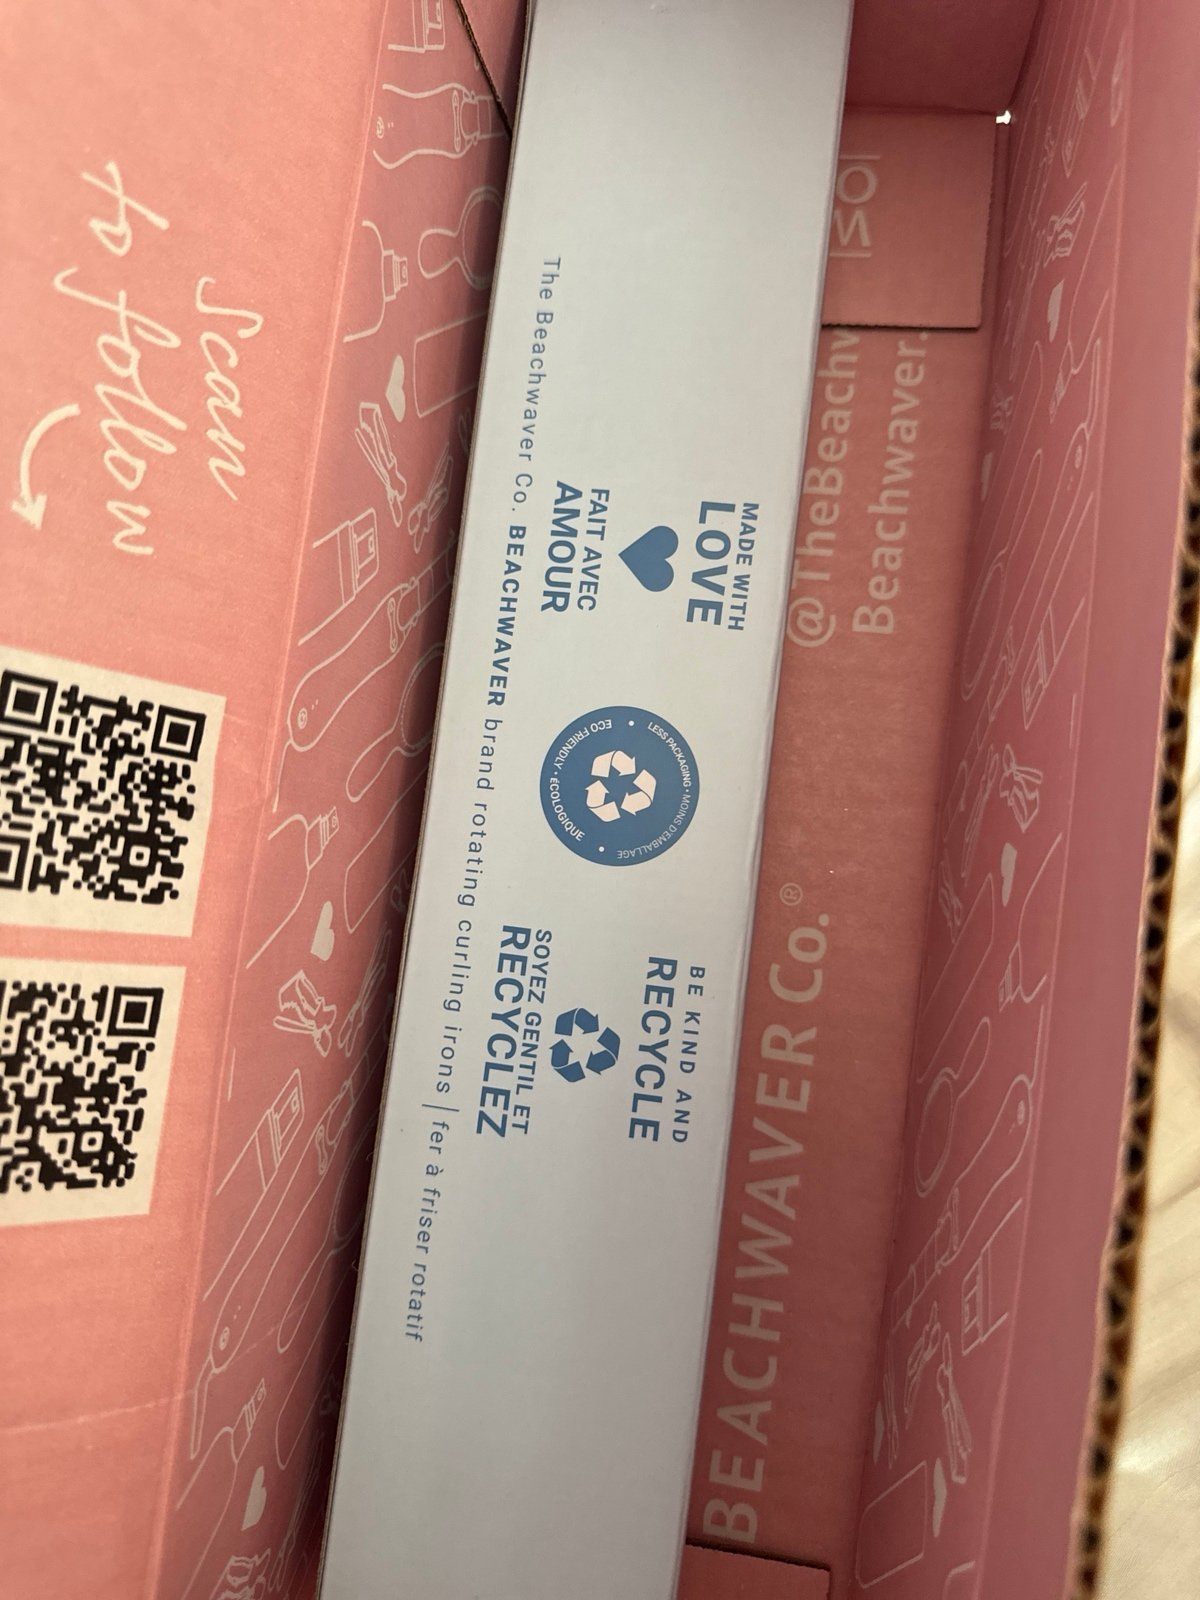 Scan
to follow
The Beachwaver Co. BEACHWAVER brand rotating curling irons | fer à friser rotatif
MADE WITH
LOVE
FAIT AVEC
AMOUR
LESS PACKAGING • MOINS D'EMBALLAGE • ECO FRIENDLY • ÉCOLOGIQUE •
BE KIND AND
RECYCLE
SOYEZ GENTIL ET
RECYCLEZ
@TheBeachw
Beachwaver.
BEACHWAVER Co.®